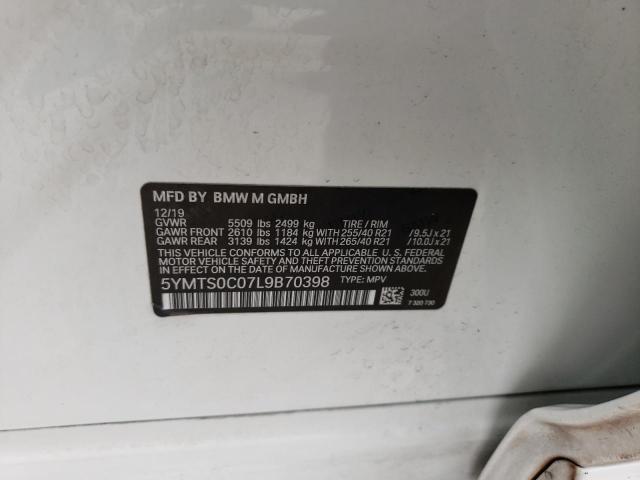 MFD BY BMW M GMBH
12/19
GVWR 5509 lbs 2499 kg TIRE / RIM
GAWR FRONT 2610 lbs 1184 kg WITH 255/40 R21 /9.5J x 21
GAWR REAR 3139 lbs 1424 kg WITH 265/40 R21 /10.0J x 21
THIS VEHICLE CONFORMS TO ALL APPLICABLE U. S. FEDERAL
MOTOR VEHICLE SAFETY, BUMPER, AND THEFT PREVENTION
STANDARDS IN EFFECT ON THE DATE OF MANUFACTURE SHOWN ABOVE.
5YMTS0C07L9B70398 TYPE: MPV
300U
7 320 730